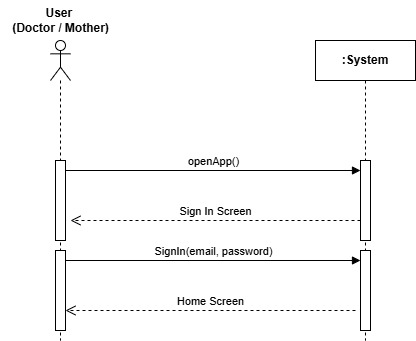 User
(Doctor / Mother)
:System
openApp()
Sign In Screen
SignIn(email, password)
Home Screen